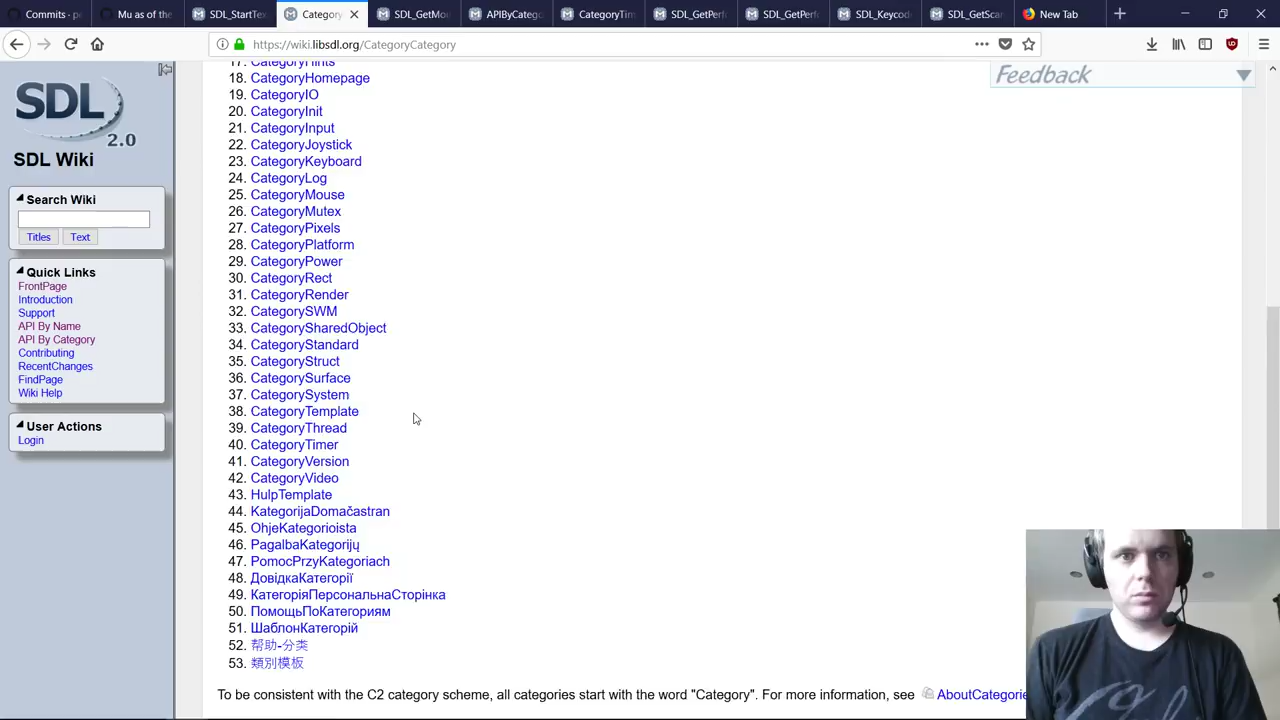 Commits - pe
Mu as of the
SDL_StartTex
Category
SDL_GetMou
APIByCatego
CategoryTim
SDL_GetPerf
SDL_GetPerf
SDL_Keycod
SDL_GetScan
New Tab
https://wiki.libsdl.org/CategoryCategory
SDL
2.0
SDL Wiki
Search Wiki
Titles Text
Quick Links
FrontPage
Introduction
Support
API By Name
API By Category
Contributing
RecentChanges
FindPage
Wiki Help
User Actions
Login
Feedback
17. CategoryHints
18. CategoryHomepage
19. CategoryIO
20. CategoryInit
21. CategoryInput
22. CategoryJoystick
23. CategoryKeyboard
24. CategoryLog
25. CategoryMouse
26. CategoryMutex
27. CategoryPixels
28. CategoryPlatform
29. CategoryPower
30. CategoryRect
31. CategoryRender
32. CategorySWM
33. CategorySharedObject
34. CategoryStandard
35. CategoryStruct
36. CategorySurface
37. CategorySystem
38. CategoryTemplate
39. CategoryThread
40. CategoryTimer
41. CategoryVersion
42. CategoryVideo
43. HulpTemplate
44. KategorijaDomačastran
45. OhjeKategorioista
46. PagalbaKategorijų
47. PomocPrzyKategoriach
48. ДовідкаКатегорії
49. КатегоріяПерсональнаСторінка
50. ПомощьПоКатегориям
51. ШаблонКатегорій
52. 帮助-分类
53. 類別模板
To be consistent with the C2 category scheme, all categories start with the word "Category". For more information, see AboutCategorie